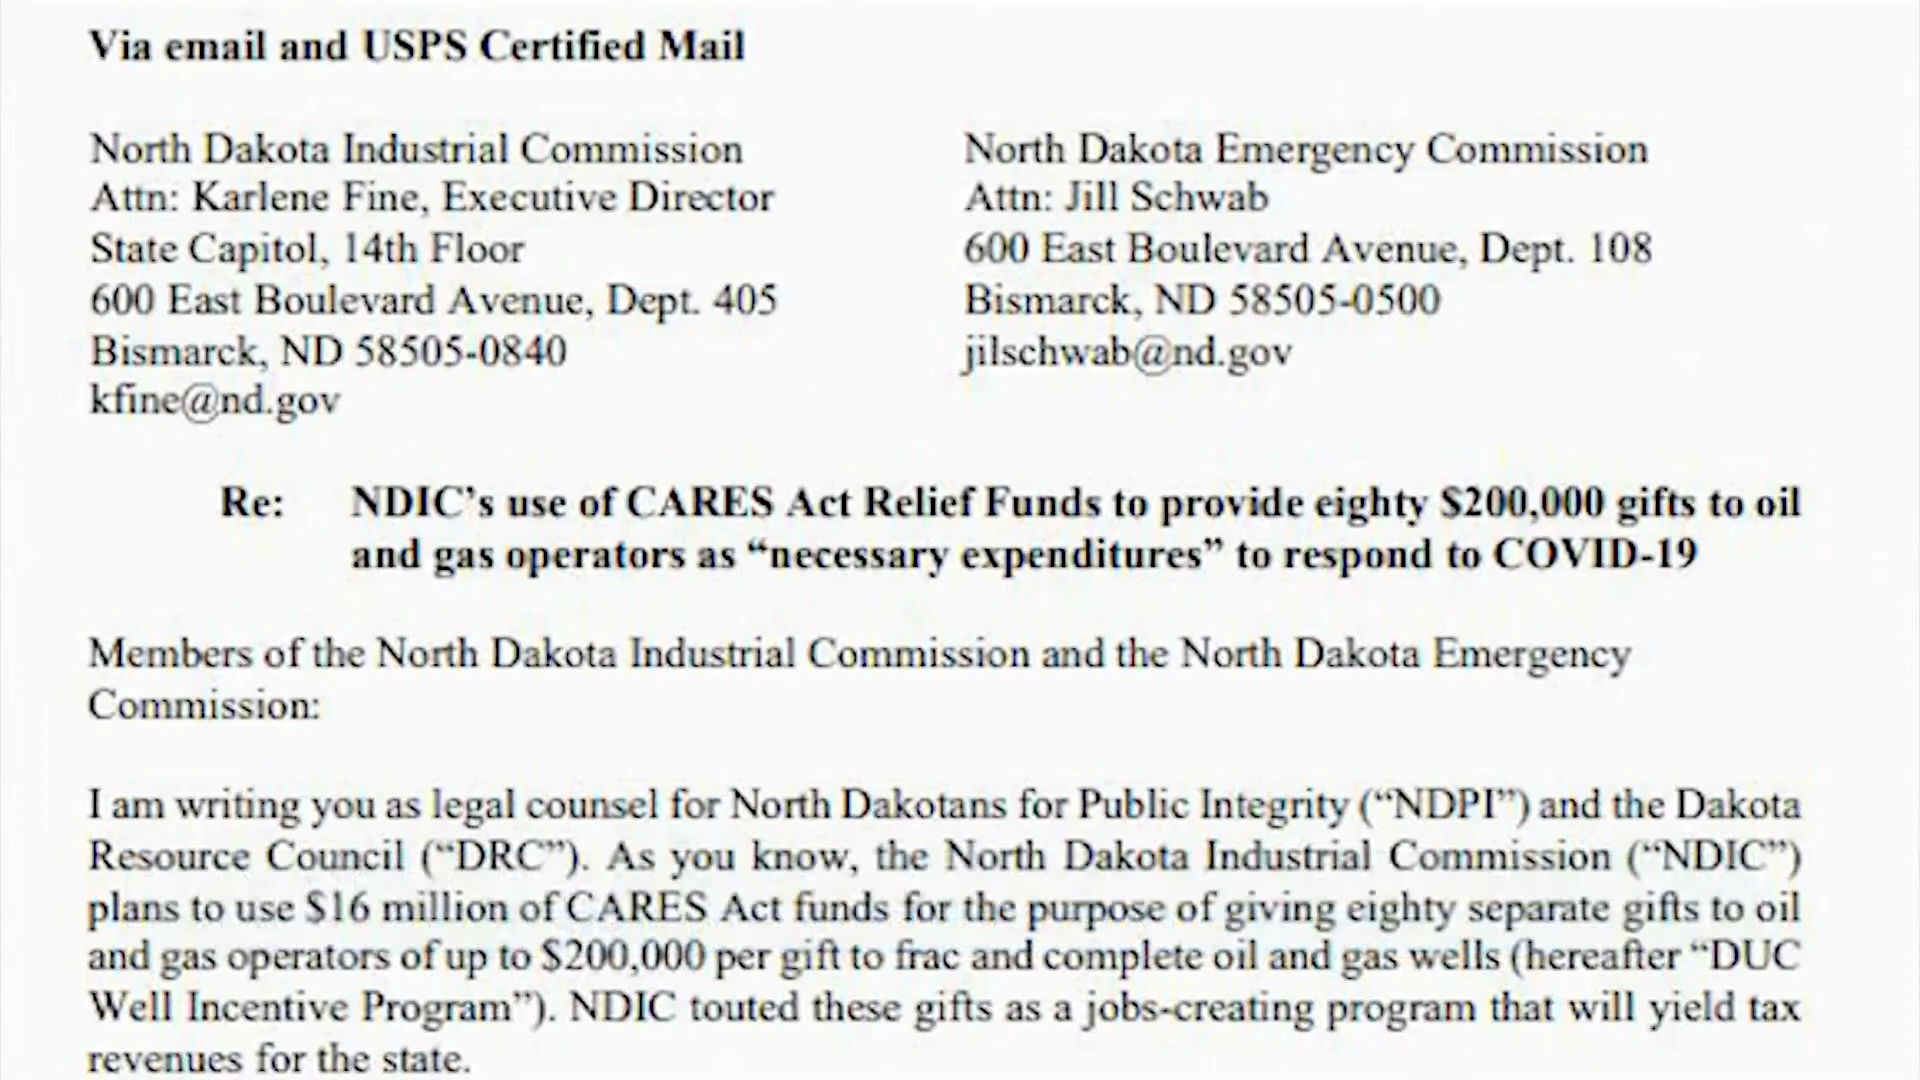 Via email and USPS Certified Mail
North Dakota Industrial Commission
Attn: Karlene Fine, Executive Director
State Capitol, 14th Floor
600 East Boulevard Avenue, Dept. 405
Bismarck, ND 58505-0840
kfine@nd.gov
North Dakota Emergency Commission
Attn: Jill Schwab
600 East Boulevard Avenue, Dept. 108
Bismarck, ND 58505-0500
jilschwab@nd.gov
Re: NDIC's use of CARES Act Relief Funds to provide eighty $200,000 gifts to oil
and gas operators as “necessary expenditures” to respond to COVID-19
Members of the North Dakota Industrial Commission and the North Dakota Emergency
Commission:
I am writing you as legal counsel for North Dakotans for Public Integrity (“NDPI”) and the Dakota
Resource Council (“DRC”). As you know, the North Dakota Industrial Commission (“NDIC”)
plans to use $16 million of CARES Act funds for the purpose of giving eighty separate gifts to oil
and gas operators of up to $200,000 per gift to frac and complete oil and gas wells (hereafter “DUC
Well Incentive Program”). NDIC touted these gifts as a jobs-creating program that will yield tax
revenues for the state.